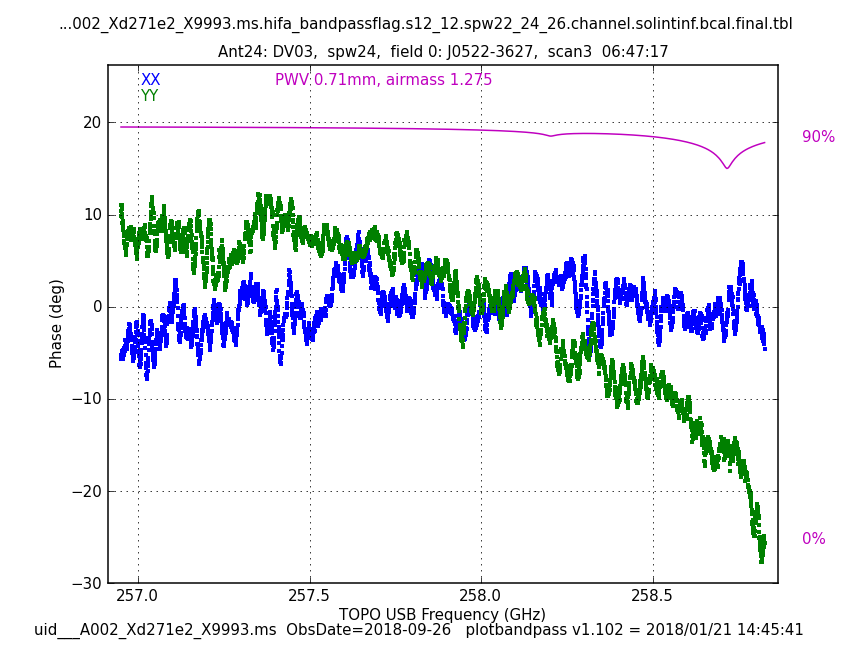 ...002_Xd271e2_X9993.ms.hifa_bandpassflag.s12_12.spw22_24_26.channel.solintinf.bcal.final.tbl
Ant24: DV03, spw24, field 0: J0522-3627, scan3 06:47:17
XX
PWV 0.71mm, airmass 1.275
YY
20
90%
10
0
Phase (deg)
−10
−20
0%
−30
257.0 257.5 258.0 258.5
TOPO USB Frequency (GHz)
uid___A002_Xd271e2_X9993.ms ObsDate=2018-09-26 plotbandpass v1.102 = 2018/01/21 14:45:41